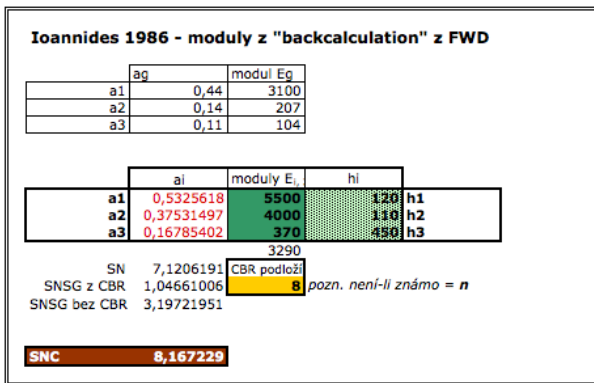 Ioannides 1986 - moduly z "backcalculation" z FWD
ag modul Eg
a1 0,44 3100
a2 0,14 207
a3 0,11 104
ai moduly Ei, hi
a1 0,5325618 5500 120 h1
a2 0,37531497 4000 110 h2
a3 0,16785402 370 450 h3
3290
SN 7,1206191 CBR podloží
SNSG z CBR 1,04661006 8 pozn. není-li známo = n
SNSG bez CBR 3,19721951
SNC 8,167229